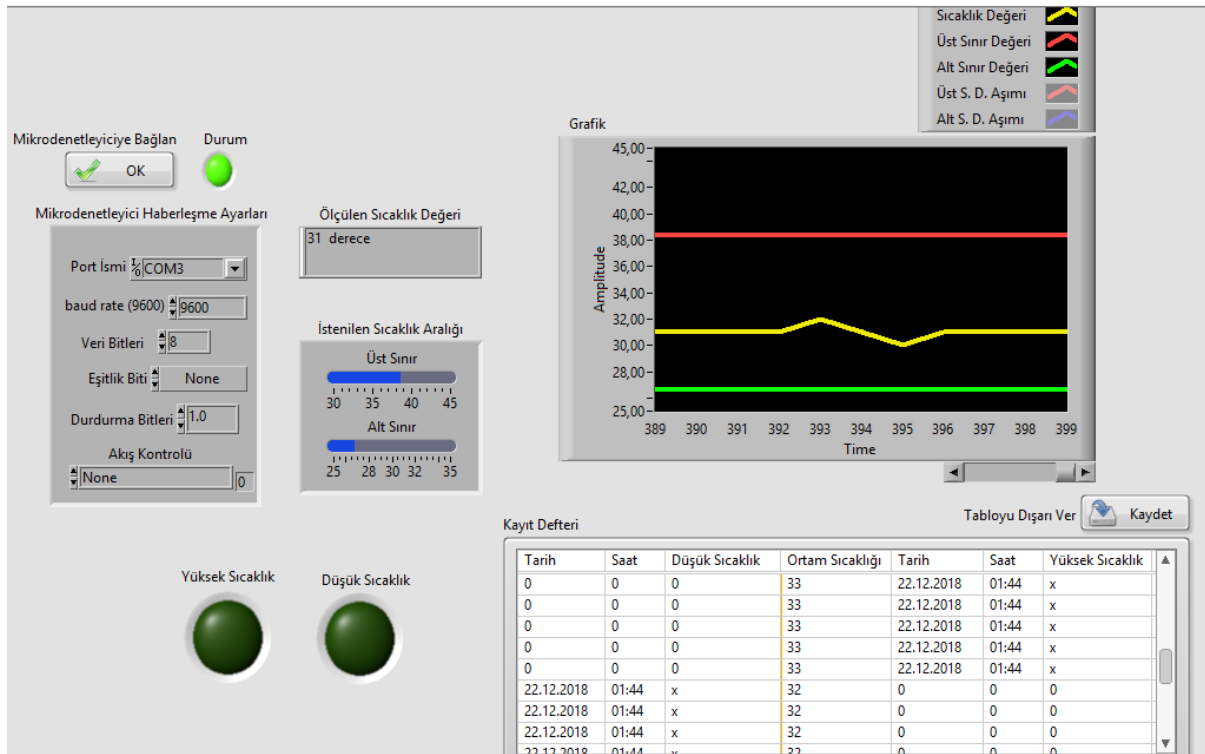 Sıcaklık Değeri
Üst Sınır Değeri
Alt Sınır Değeri
Üst S. D. Aşımı
Alt S. D. Aşımı
Mikrodenetleyiciye Bağlan
Durum
OK
Mikrodenetleyici Haberleşme Ayarları
Port İsmi COM3
baud rate (9600) 9600
Veri Bitleri 8
Eşitlik Biti None
Durdurma Bitleri 1.0
Akış Kontrolü
None 0
Ölçülen Sıcaklık Değeri
31 derece
İstenilen Sıcaklık Aralığı
Üst Sınır
30 35 40 45
Alt Sınır
25 28 30 32 35
Grafik
Amplitude
45,00
42,00
40,00
38,00
36,00
34,00
32,00
30,00
28,00
25,00
389 390 391 392 393 394 395 396 397 398 399
Time
Yüksek Sıcaklık
Düşük Sıcaklık
Tabloyu Dışarı Ver Kaydet
Kayıt Defteri
Tarih Saat Düşük Sıcaklık Ortam Sıcaklığı Tarih Saat Yüksek Sıcaklık
0 0 0 33 22.12.2018 01:44 x
0 0 0 33 22.12.2018 01:44 x
0 0 0 33 22.12.2018 01:44 x
0 0 0 33 22.12.2018 01:44 x
0 0 0 33 22.12.2018 01:44 x
22.12.2018 01:44 x 32 0 0 0
22.12.2018 01:44 x 32 0 0 0
22.12.2018 01:44 x 32 0 0 0
22.12.2018 01:44 x 32 0 0 0